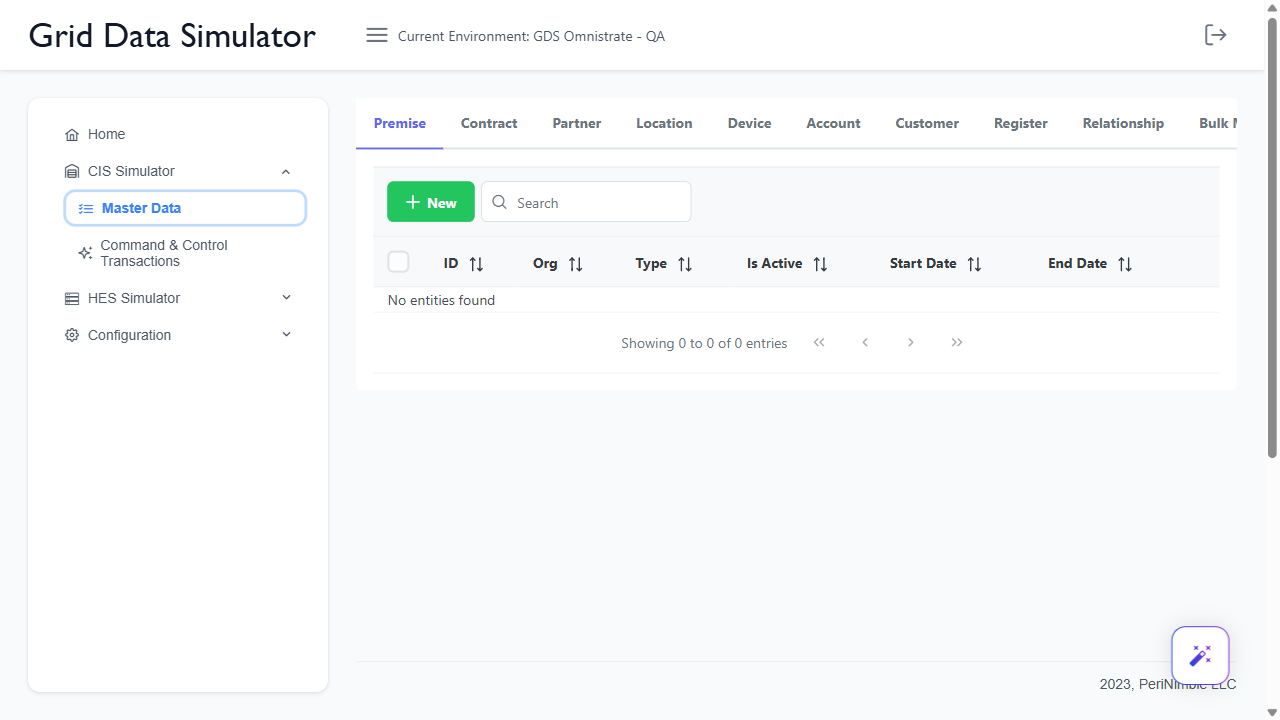 Grid Data Simulator
Current Environment: GDS Omnistrate - QA
Home
CIS Simulator
Master Data
Command & Control
Transactions
HES Simulator
Configuration
Premise Contract Partner Location Device Account Customer Register Relationship Bulk
New
Search
ID Org Type Is Active Start Date End Date
No entities found
Showing 0 to 0 of 0 entries
2023, PeriNimble LLC